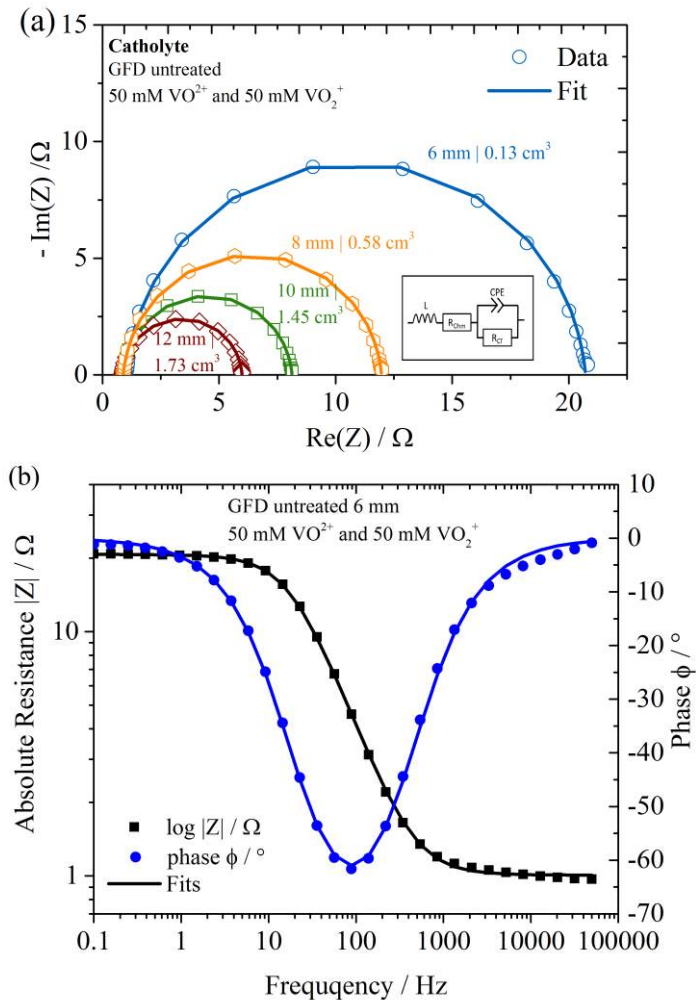 (a)
15
10
5
0
- Im(Z) /Ω
Catholyte
GFD untreated
50 mM VO²⁺ and 50 mM VO₂⁺
Data
Fit
6 mm | 0.13 cm³
8 mm | 0.58 cm³
10 mm |
1.45 cm³
12 mm |
1.73 cm³
L
R_Ohm
CPE
R_CT
0 5 10 15 20
Re(Z) / Ω
(b)
GFD untreated 6 mm
50 mM VO²⁺ and 50 mM VO₂⁺
10
1
Absolute Resistance |Z| / Ω
10
0
-10
-20
-30
-40
-50
-60
-70
Phase ϕ / °
log |Z| / Ω
phase ϕ / °
Fits
0.1 1 10 100 1000 10000 100000
Frequqency / Hz